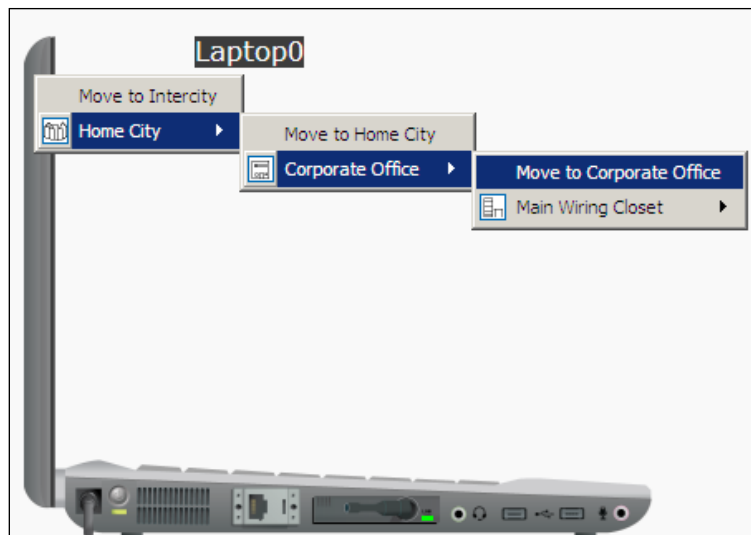 Laptop0
Move to Intercity
Home City
Move to Home City
Corporate Office
Move to Corporate Office
Main Wiring Closet